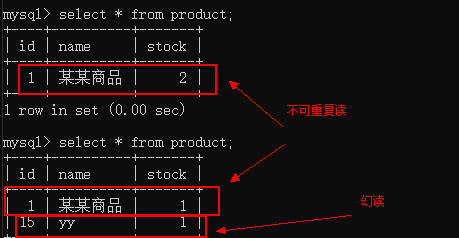 mysql> select * from product;
| id | name | stock |
| 1 | 某某商品 | 2 |
1 row in set (0.00 sec)
不可重复读
mysql> select * from product;
| id | name | stock |
| 1 | 某某商品 | 1 |
幻读
| 15 | yy | 1 |